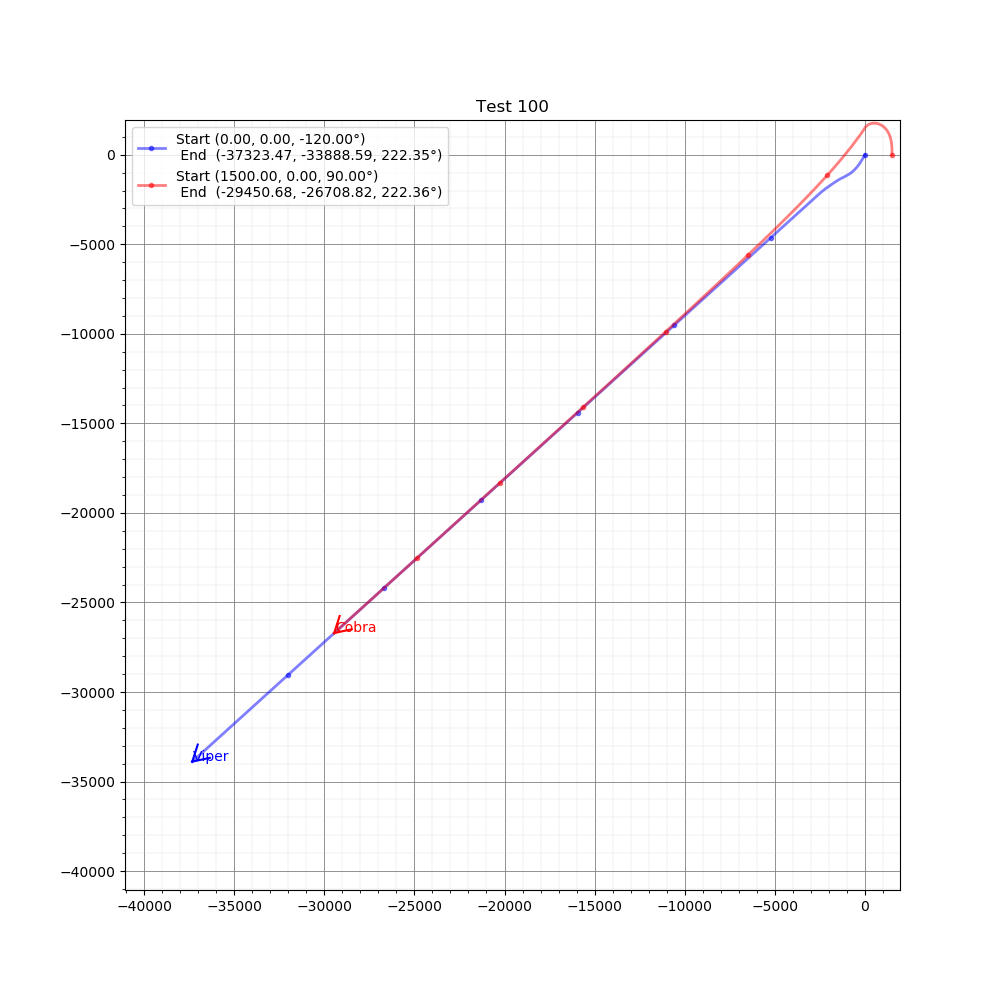 Test 100
Start (0.00, 0.00, -120.00°)
End (-37323.47, -33888.59, 222.35°)
Start (1500.00, 0.00, 90.00°)
End (-29450.68, -26708.82, 222.36°)
0
−5000
−10000
−15000
−20000
−25000
Cobra
−30000
Viper
−35000
−40000
−40000 −35000 −30000 −25000 −20000 −15000 −10000 −5000 0